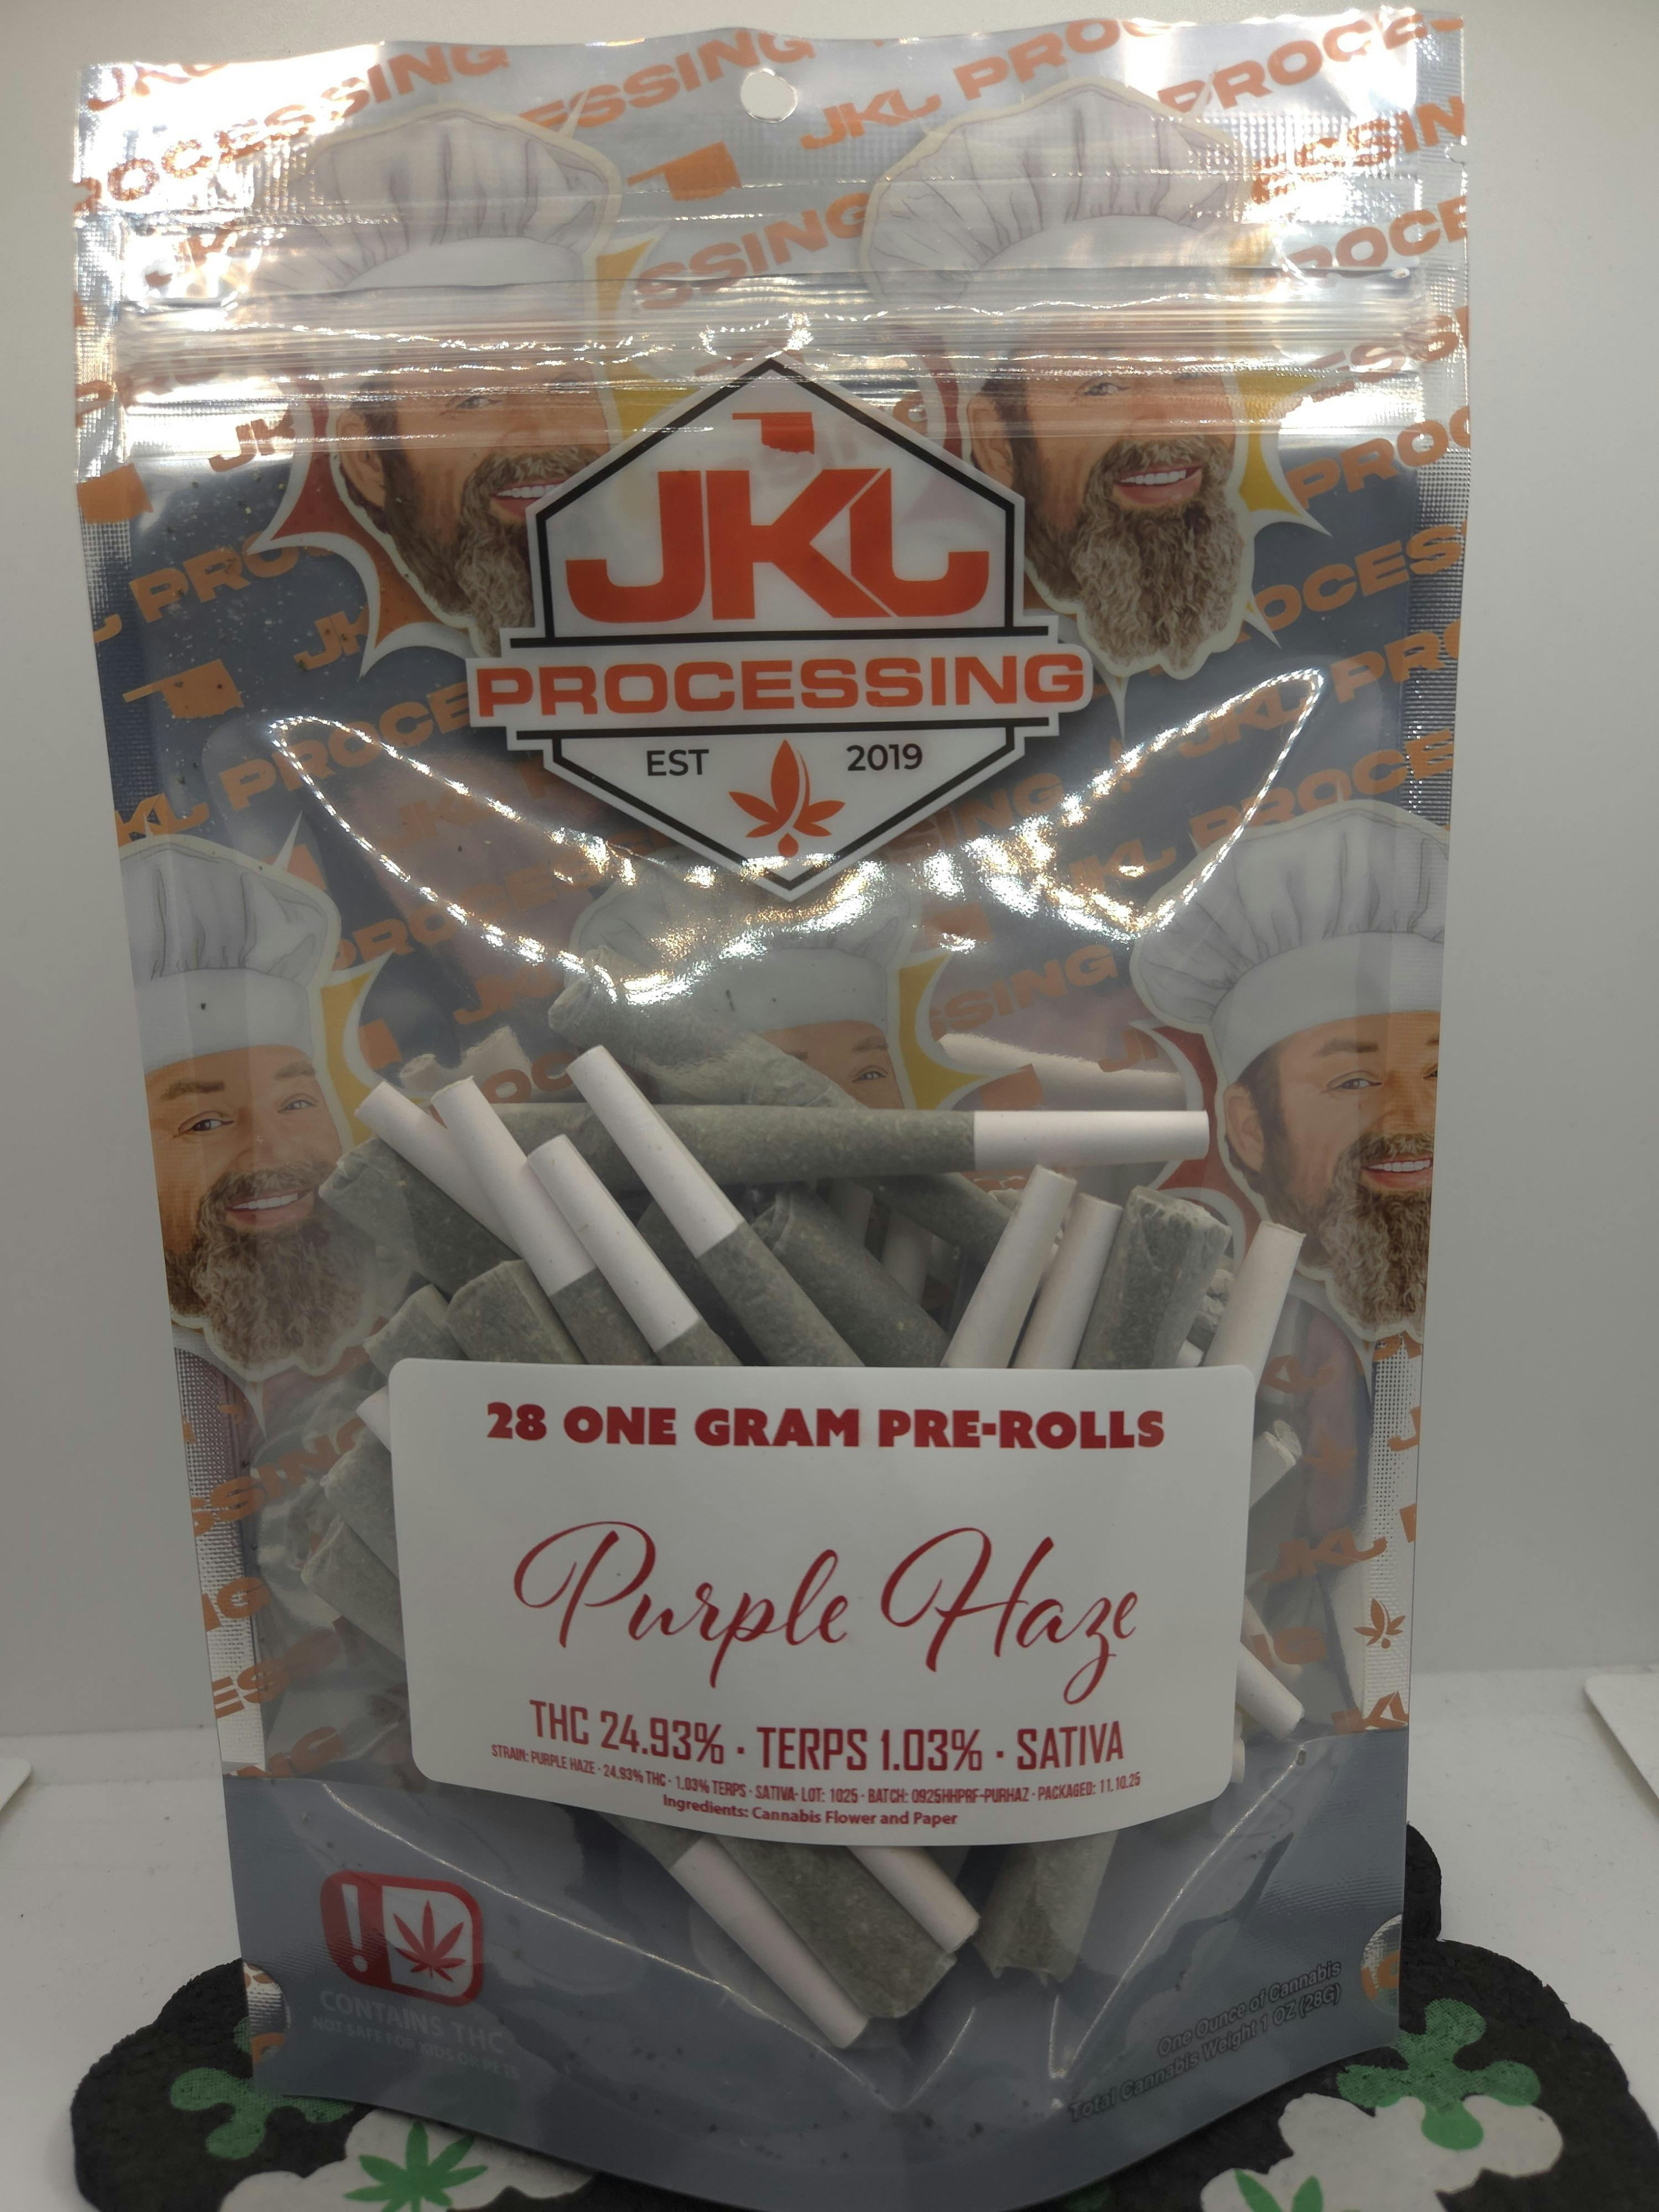 JKL
PROCESSING
EST 2019
28 ONE GRAM PRE-ROLLS
Purple Haze
THC 24.93% · TERPS 1.03% · SATIVA
STRAIN: PURPLE HAZE · 24.93% THC · 1.03% TERPS · SATIVA· LOT: 1025 · BATCH: 0925HHPRF-PURHAZ · PACKAGED: 11.10.25
Ingredients: Cannabis Flower and Paper
!
CONTAINS THC
NOT SAFE FOR KIDS OR PETS
One Ounce of Cannabis
Total Cannabis Weight 1 OZ (28G)